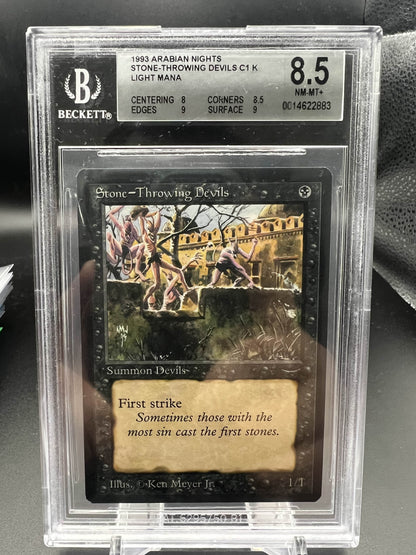 1993 ARABIAN NIGHTS
STONE-THROWING DEVILS C1 K
LIGHT MANA
8.5
NM-MT+
B
BECKETT®
CENTERING 8 CORNERS 8.5
EDGES 9 SURFACE 9
0014622883
Stone-Throwing Devils
Summon Devils
First strike
Sometimes those with the
most sin cast the first stones.
Illus. © Ken Meyer Jr. 1/1